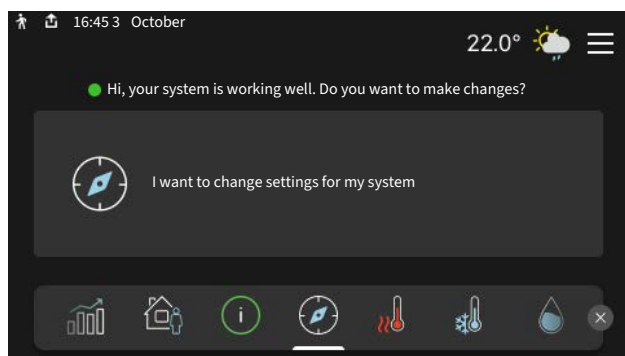 16:45 3 October
22.0°
Hi, your system is working well. Do you want to make changes?
I want to change settings for my system
i